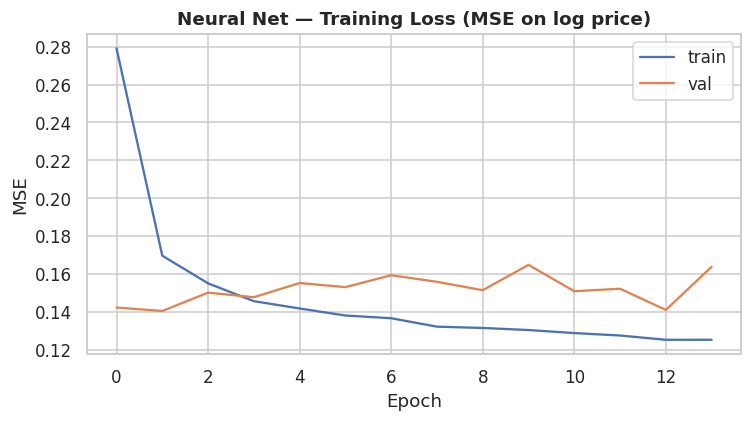 Neural Net — Training Loss (MSE on log price)
train
val
0.28
0.26
0.24
0.22
0.20
0.18
0.16
0.14
0.12
MSE
0 2 4 6 8 10 12
Epoch